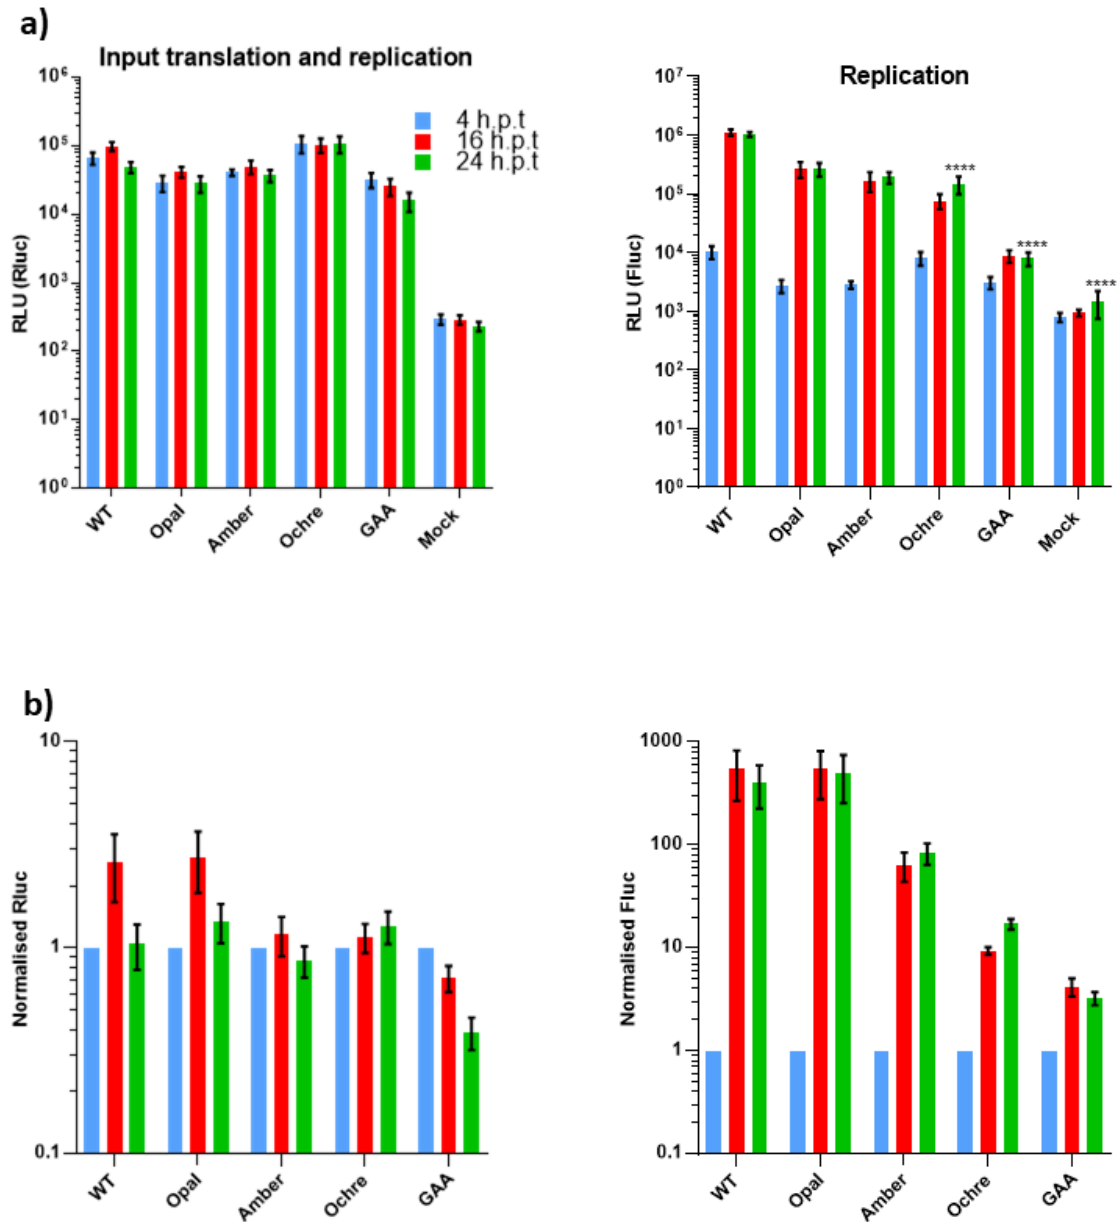 a)
Input translation and replication
10⁶
10⁵
10⁴
10³
10²
10¹
10⁰
RLU (Rluc)
4 h.p.t
16 h.p.t
24 h.p.t
WT
Opal
Amber
Ochre
GAA
Mock
Replication
10⁷
10⁶
10⁵
10⁴
10³
10²
10¹
10⁰
RLU (Fluc)
****
****
****
WT
Opal
Amber
Ochre
GAA
Mock
b)
10
1
0.1
Normalised Rluc
WT
Opal
Amber
Ochre
GAA
1000
100
10
1
0.1
Normalised Fluc
WT
Opal
Amber
Ochre
GAA